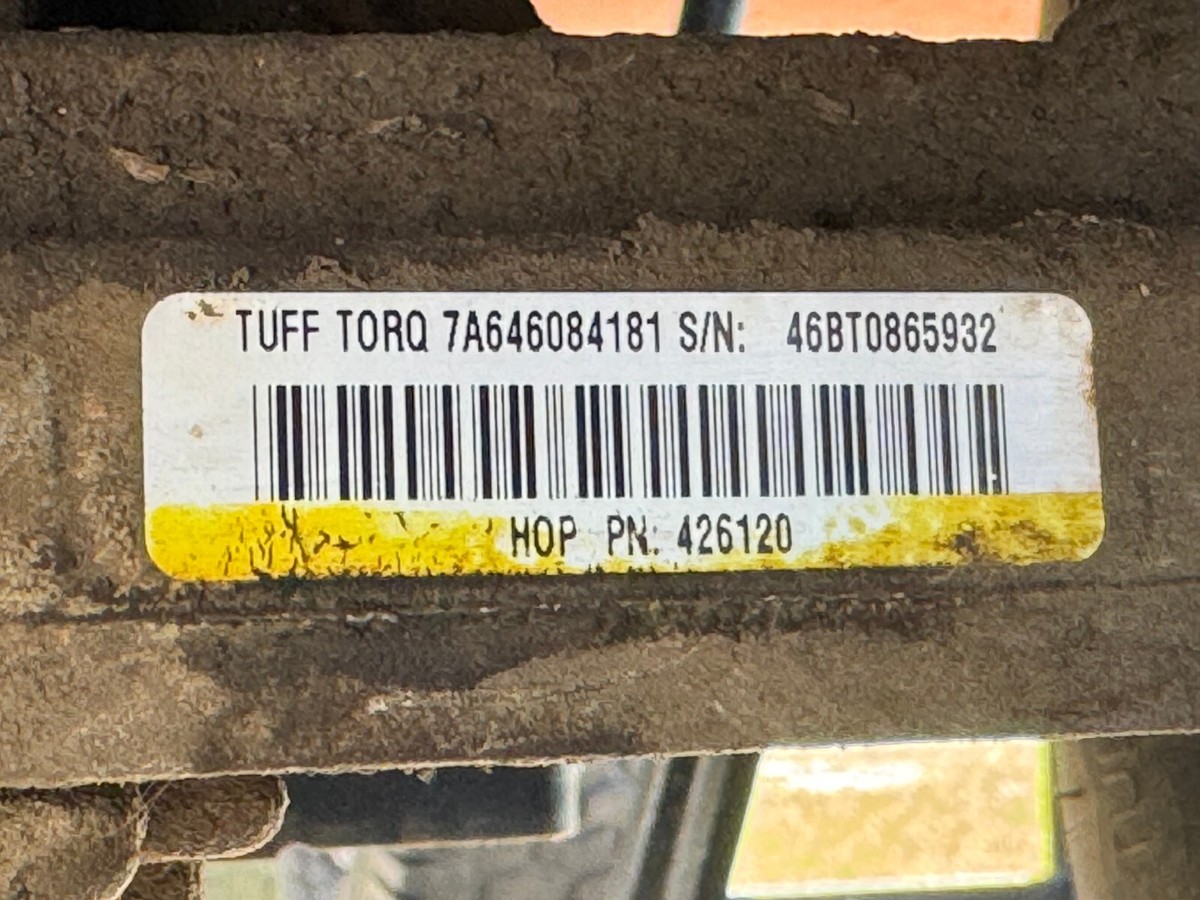 TUFF TORQ 7A646084181 S/N: 46BT0865932
HOP PN: 426120